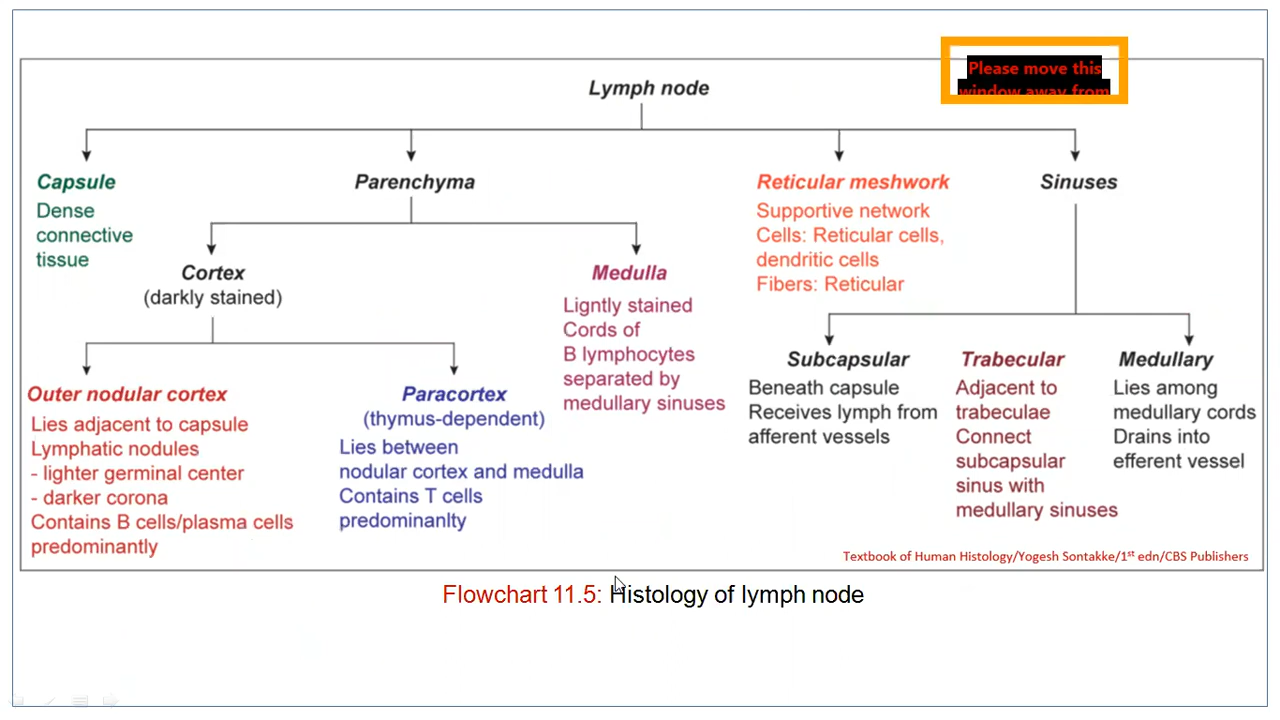 Please move this
window away from
Lymph node
Capsule
Dense
connective
tissue
Parenchyma
Reticular meshwork
Supportive network
Cells: Reticular cells,
dendritic cells
Fibers: Reticular
Sinuses
Cortex
(darkly stained)
Medulla
Ligntly stained
Cords of
B lymphocytes
separated by
medullary sinuses
Outer nodular cortex
Lies adjacent to capsule
Lymphatic nodules
- lighter germinal center
- darker corona
Contains B cells/plasma cells
predominantly
Paracortex
(thymus-dependent)
Lies between
nodular cortex and medulla
Contains T cells
predominanlty
Subcapsular
Beneath capsule
Receives lymph from
afferent vessels
Trabecular
Adjacent to
trabeculae
Connect
subcapsular
sinus with
medullary sinuses
Medullary
Lies among
medullary cords
Drains into
efferent vessel
Textbook of Human Histology/Yogesh Sontakke/1st edn/CBS Publishers
Flowchart 11.5: Histology of lymph node